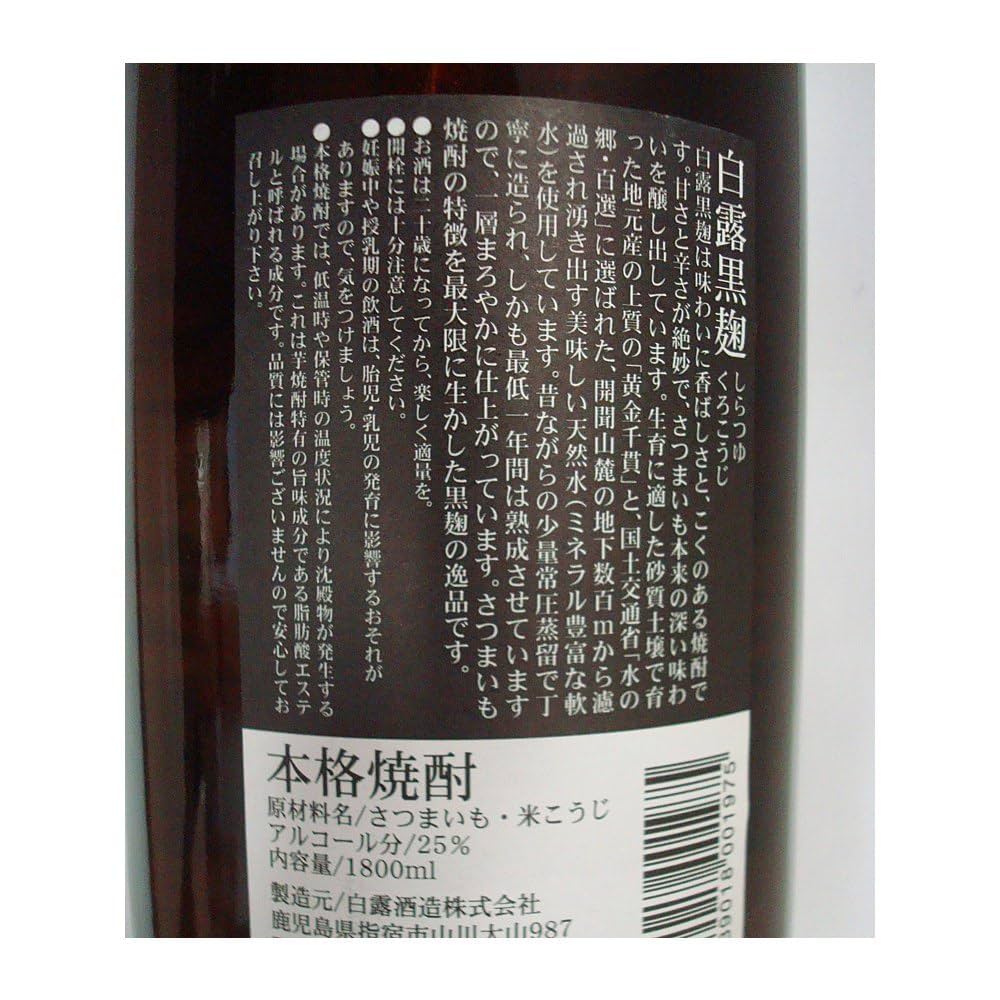 白露黒麹
しらつゆ
くろこうじ
白露黒麹は味わいに香ばしさと、こくのある焼酎で
す。甘さと辛さが絶妙で、さつまいも本来の深い味わ
いを醸し出しています。生育に適した砂質土壌で育
った地元産の上質の「黄金千貫」と、国土交通省「水の
郷・百選」に選ばれた、開聞山麓の地下数百mから濾
過され湧き出す美味しい天然水（ミネラル豊富な軟
水）を使用しています。昔ながらの少量常圧蒸留で丁
寧に造られ、しかも最低一年間は熟成させています
ので、一層まろやかに仕上がっています。さつまいも
焼酎の特徴を最大限に生かした黒麹の逸品です。
●お酒は二十歳になってから、楽しく適量を。
●開栓には十分注意してください。
●妊娠中や授乳期の飲酒は、胎児・乳児の発育に影響するおそれが
ありますので、気をつけましょう。
●本格焼酎では、低温時や保管時の温度状況により沈殿物が発生する
場合があります。これは芋焼酎特有の旨味成分である脂肪酸エステ
ルと呼ばれる成分です。品質には影響ございませんので安心してお
召し上がり下さい。
本格焼酎
原材料名/さつまいも・米こうじ
アルコール分/25%
内容量/1800ml
製造元/白露酒造株式会社
鹿児島県指宿市山川大山987
89018 001975